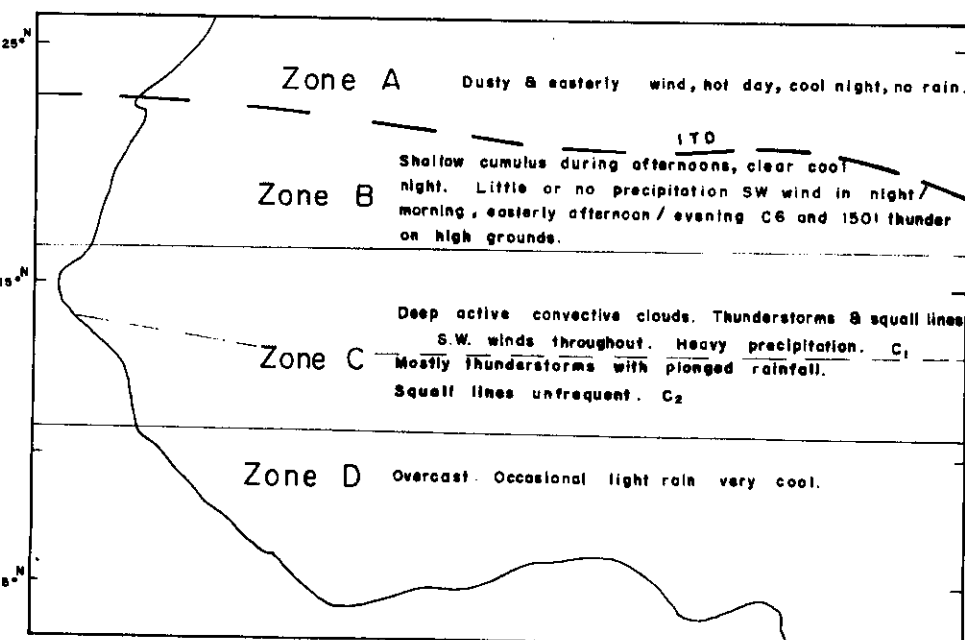 25°N
Zone A Dusty & easterly wind, hot day, cool night, no rain.
ITD
Shallow cumulus during afternoons, clear cool
night. Little or no precipitation SW wind in night/
Zone B
morning, easterly afternoon / evening C6 and 1501 thunder
on high grounds.
15°N
Deep active convective clouds. Thunderstorms & squall lines
S.W. winds throughout. Heavy precipitation. C1
Zone C
Mostly thunderstorms with plonged rainfall.
Squall lines unfrequent. C2
Zone D Overcast. Occasional light rain very cool.
5°N